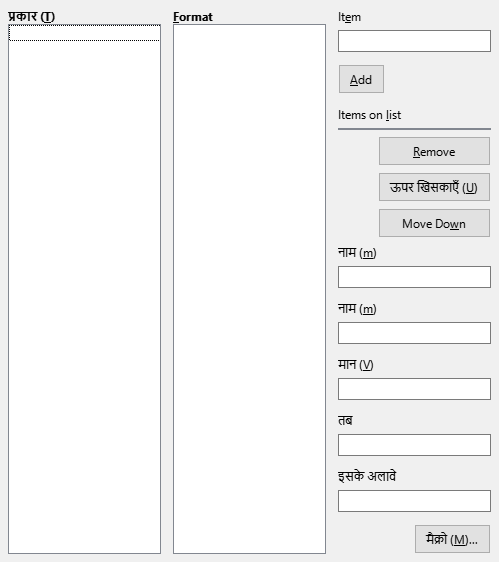 प्रकार (T)
Format
Item
Add
Items on list
Remove
ऊपर खिसकाएँ (U)
Move Down
नाम (m)
नाम (m)
मान (V)
तब
इसके अलावे
मैक्रो (M)...